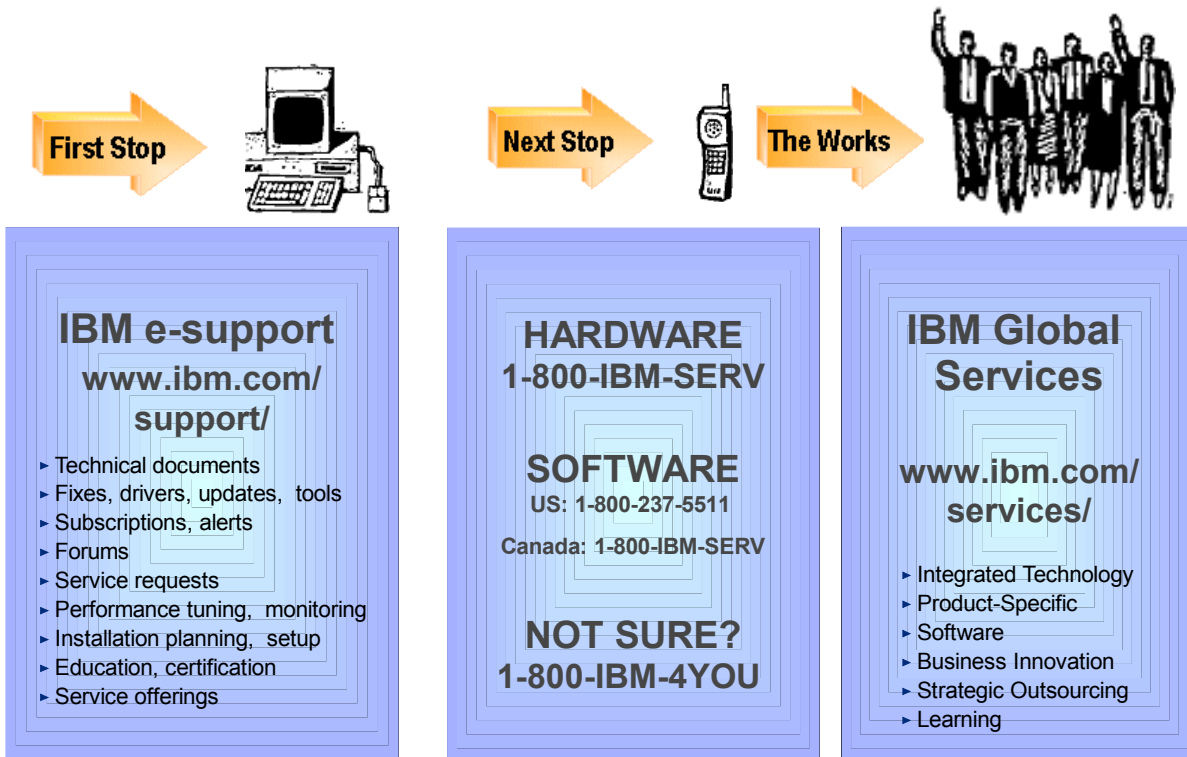 First Stop
Next Stop
The Works
IBM e-support
www.ibm.com/
support/
► Technical documents
► Fixes, drivers, updates, tools
► Subscriptions, alerts
► Forums
► Service requests
► Performance tuning, monitoring
► Installation planning, setup
► Education, certification
► Service offerings
HARDWARE
1-800-IBM-SERV
SOFTWARE
US: 1-800-237-5511
Canada: 1-800-IBM-SERV
NOT SURE?
1-800-IBM-4YOU
IBM Global
Services
www.ibm.com/
services/
► Integrated Technology
► Product-Specific
► Software
► Business Innovation
► Strategic Outsourcing
► Learning